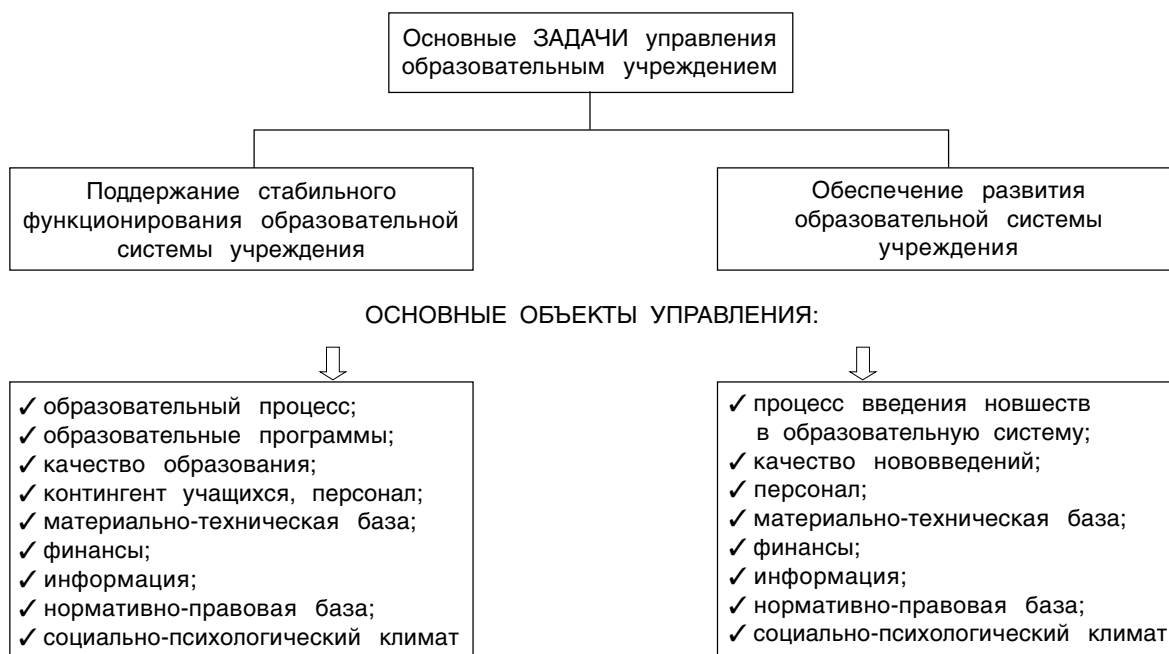 Основные ЗАДАЧИ управления
образовательным учреждением
Поддержание стабильного
функционирования образовательной
системы учреждения
Обеспечение развития
образовательной системы
учреждения
ОСНОВНЫЕ ОБЪЕКТЫ УПРАВЛЕНИЯ:
✓ образовательный процесс;
✓ образовательные программы;
✓ качество образования;
✓ контингент учащихся, персонал;
✓ материально-техническая база;
✓ финансы;
✓ информация;
✓ нормативно-правовая база;
✓ социально-психологический климат
✓ процесс введения новшеств
в образовательную систему;
✓ качество нововведений;
✓ персонал;
✓ материально-техническая база;
✓ финансы;
✓ информация;
✓ нормативно-правовая база;
✓ социально-психологический климат